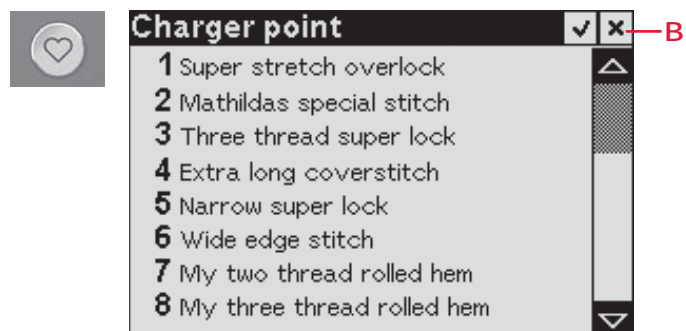 Charger point
B
1 Super stretch overlock
2 Mathildas special stitch
3 Three thread super lock
4 Extra long coverstitch
5 Narrow super lock
6 Wide edge stitch
7 My two thread rolled hem
8 My three thread rolled hem